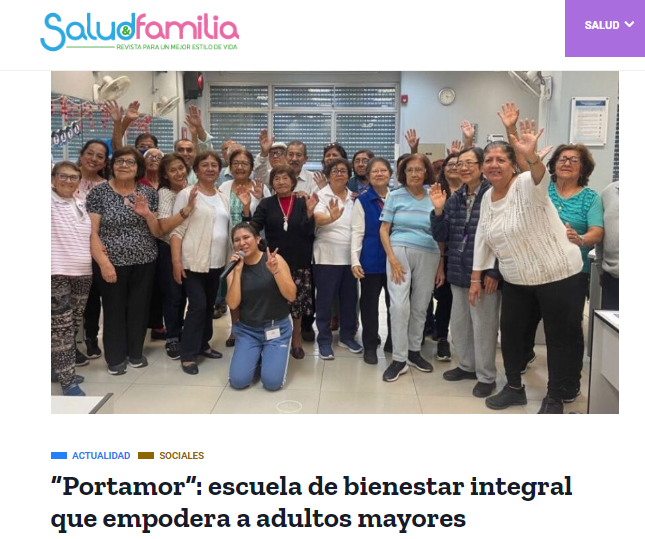 Salud&familia
REVISTA PARA UN MEJOR ESTILO DE VIDA
SALUD
ACTUALIDAD SOCIALES
"Portamor": escuela de bienestar integral
que empodera a adultos mayores